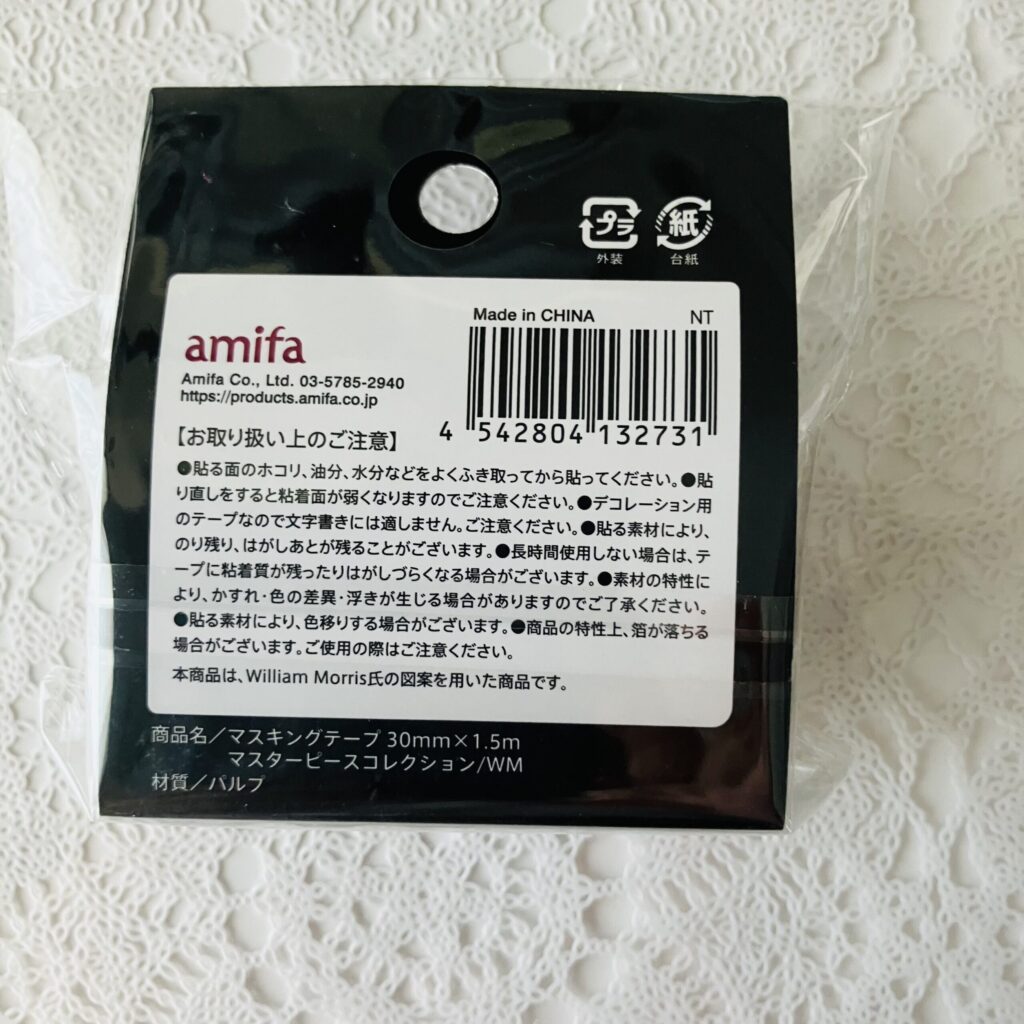 プラ
外装
紙
台紙
amifa
Amifa Co., Ltd. 03-5785-2940
https://products.amifa.co.jp
Made in CHINA NT
4 542804 132731
【お取り扱い上のご注意】
●貼る面のホコリ、油分、水分などをよくふき取ってから貼ってください。●貼
り直しをすると粘着面が弱くなりますのでご注意ください。●デコレーション用
のテープなので文字書きには適しません。ご注意ください。●貼る素材により、
のり残り、はがしあとが残ることがございます。●長時間使用しない場合は、テ
ープに粘着質が残ったりはがしづらくなる場合がございます。●素材の特性に
より、かすれ・色の差異・浮きが生じる場合がありますのでご了承ください。
●貼る素材により、色移りする場合がございます。●商品の特性上、箔が落ちる
場合がございます。ご使用の際はご注意ください。
本商品は、William Morris氏の図案を用いた商品です。
商品名／マスキングテープ 30mm×1.5m
マスターピースコレクション/WM
材質／パルプ